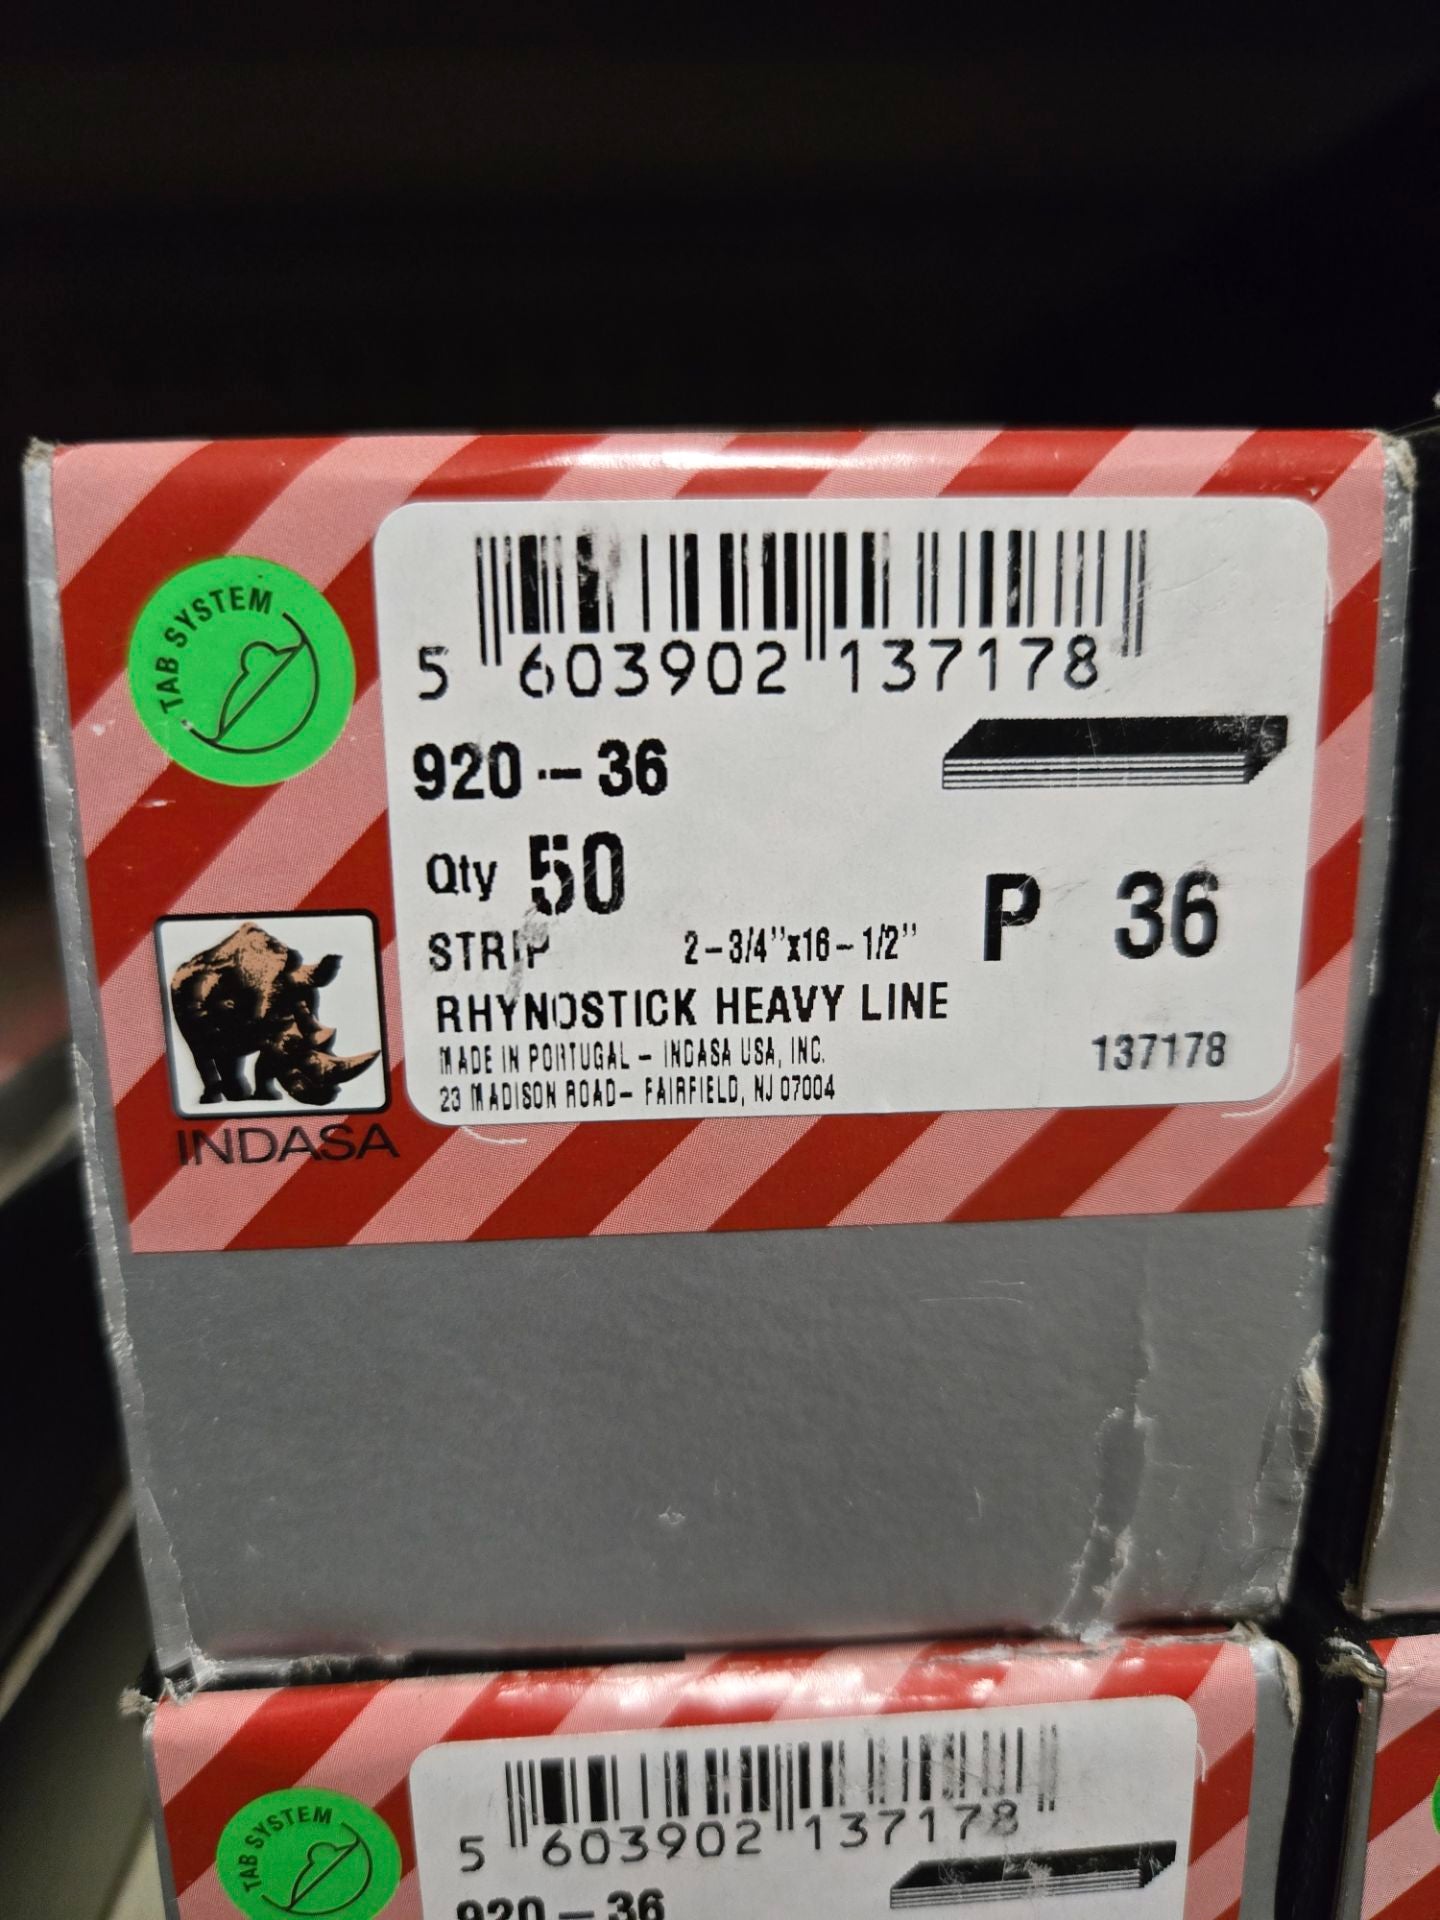 TAB SYSTEM
5 603902 137178
920 - 36
Qty 50
P 36
STRIP 2-3/4"x16-1/2"
RHYNOSTICK HEAVY LINE
MADE IN PORTUGAL - INDASA USA, INC.
137178
23 MADISON ROAD- FAIRFIELD, NJ 07004
INDASA
TAB SYSTEM
5 603902 137178
920 - 36